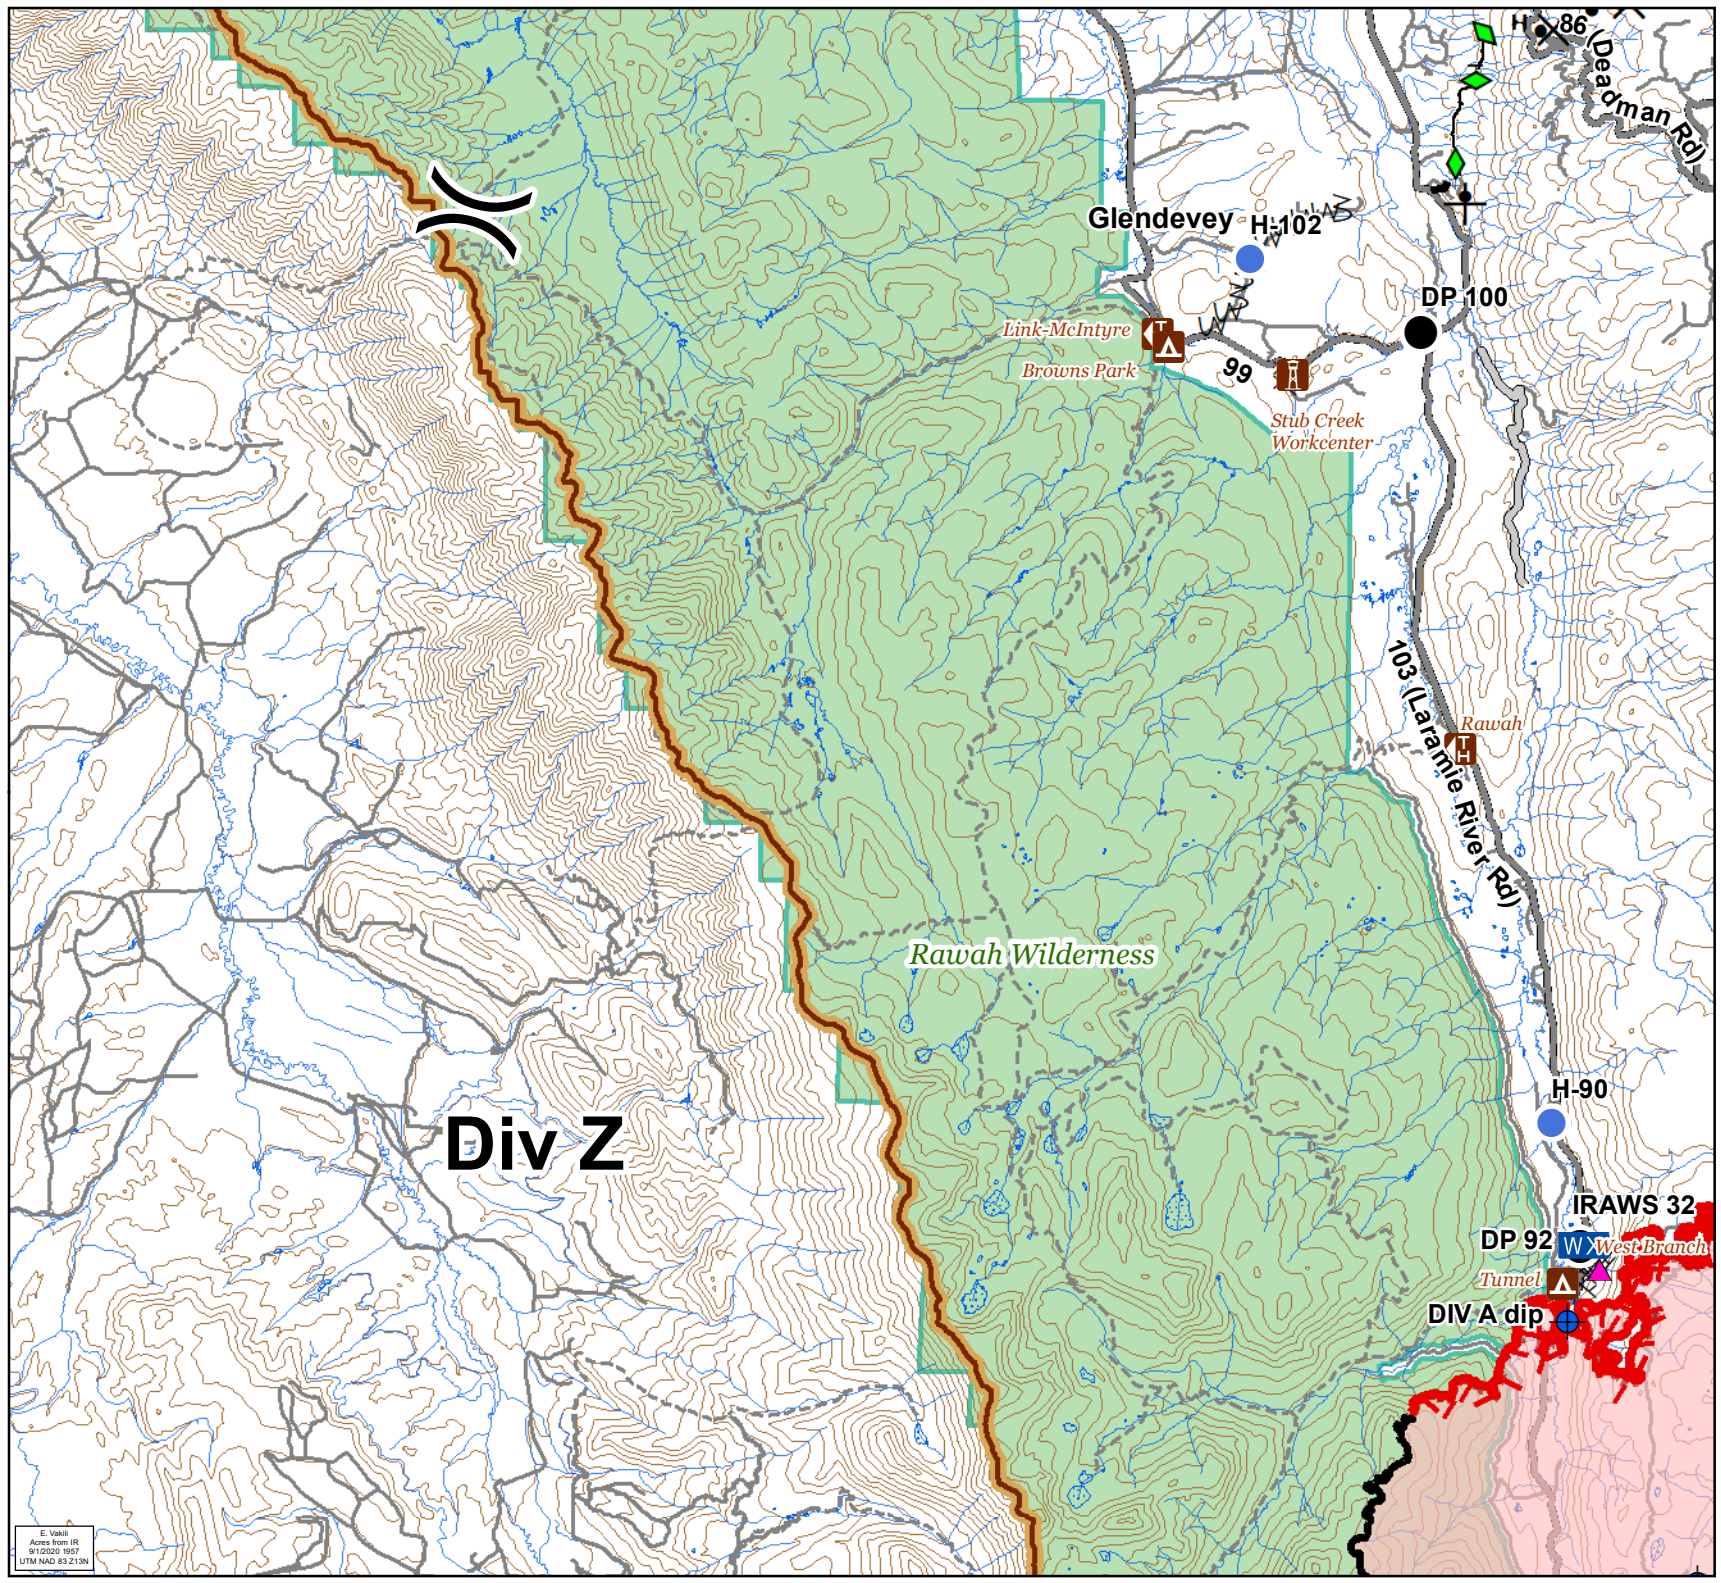 H
86 (Deadman Rd)
Glendevey
H-102
DP 100
Link-McIntyre
T
Browns Park
99
Stub Creek
Workcenter
103 (Laramie River Rd)
Rawah
T
H
Rawah Wilderness
H-90
Div Z
IRAWS 32
DP 92
WX
West Branch
Tunnel
DIV A dip
E. Vakili
Acres from IR
9/1/2020 1957
UTM NAD 83 Z13N